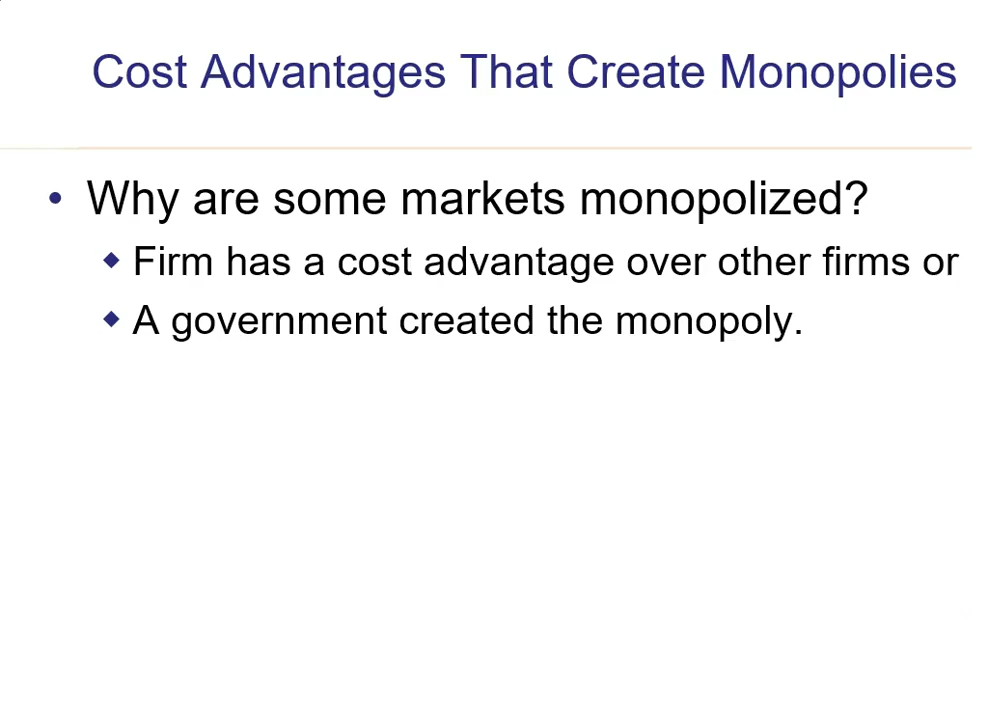 Cost Advantages That Create Monopolies
• Why are some markets monopolized?
◆ Firm has a cost advantage over other firms or
◆ A government created the monopoly.